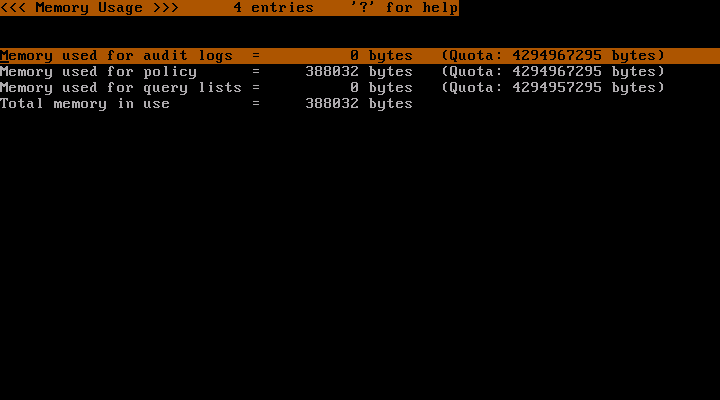 <<< Memory Usage >>>      4 entries    '?' for help
Memory used for audit logs  =          0 bytes   (Quota: 4294967295 bytes)
Memory used for policy      =     388032 bytes   (Quota: 4294967295 bytes)
Memory used for query lists =          0 bytes   (Quota: 4294957295 bytes)
Total memory in use         =     388032 bytes